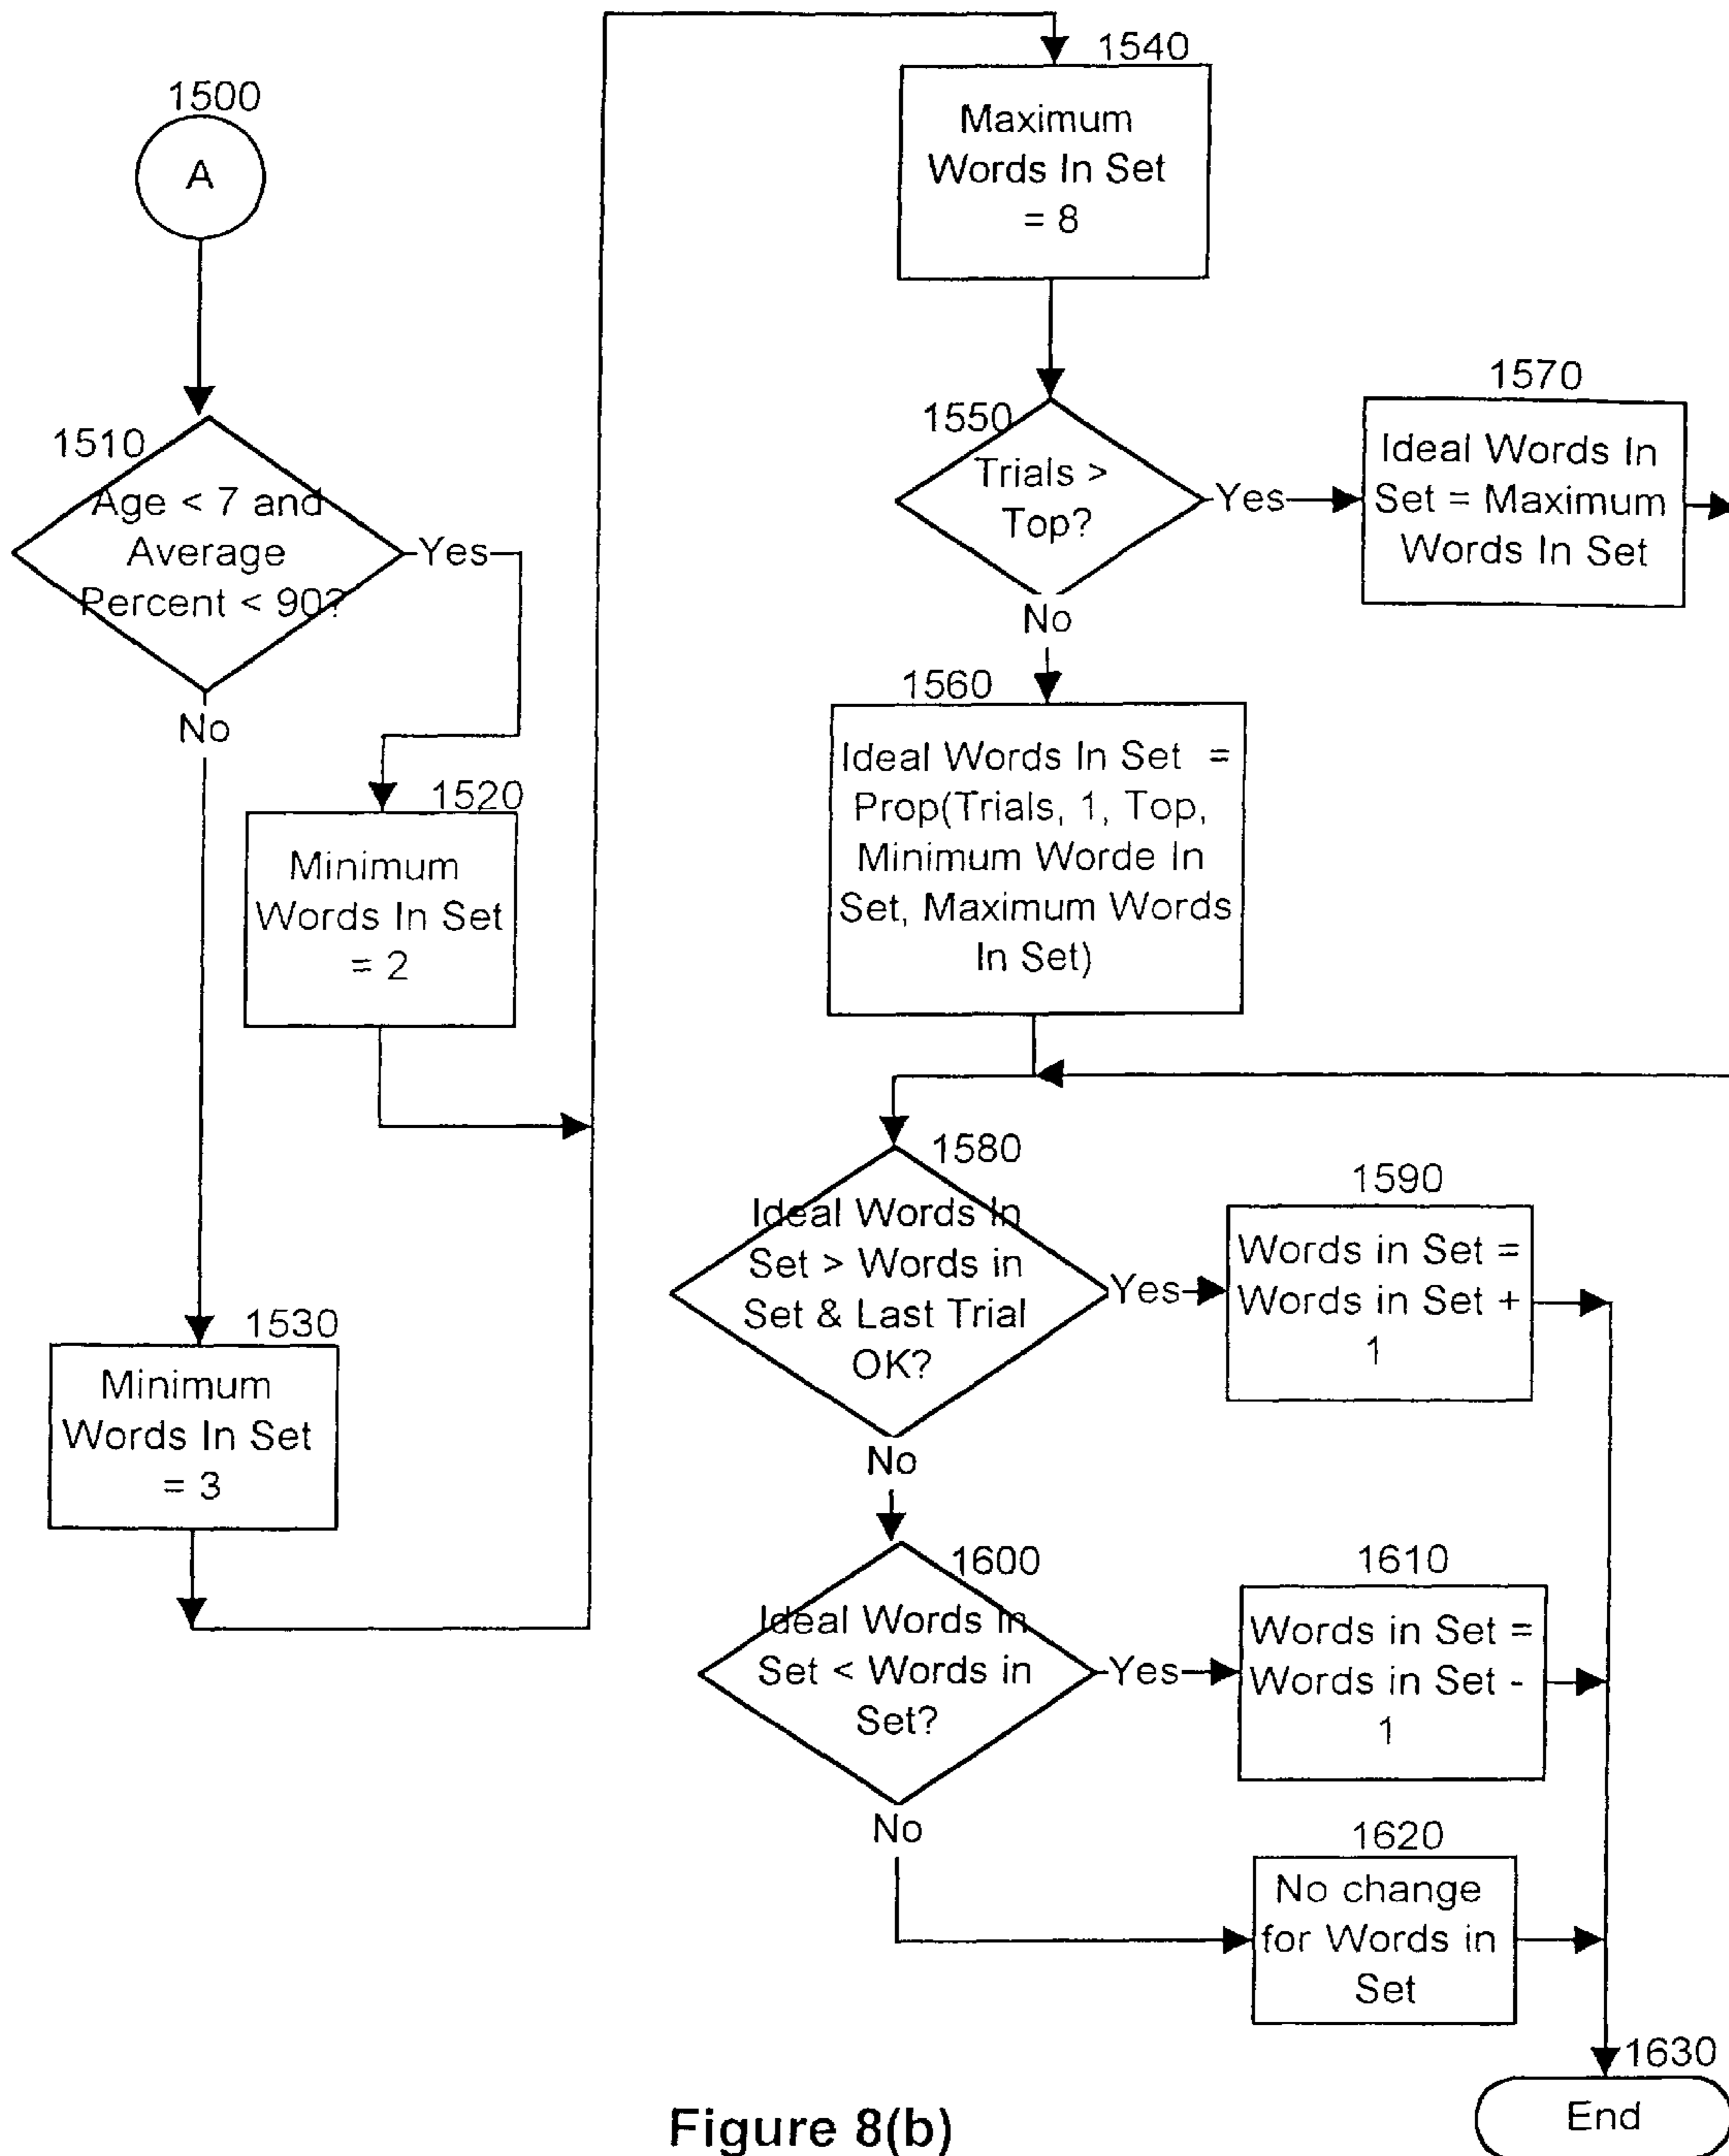 1500
A
1510
Age < 7 and
Average
Percent < 90?
Yes
No
1520
Minimum
Words In Set
= 2
1530
Minimum
Words In Set
= 3
1540
Maximum
Words In Set
= 8
1550
Trials >
Top?
Yes
No
1570
Ideal Words In
Set = Maximum
Words In Set
1560
Ideal Words In Set =
Prop(Trials, 1, Top,
Minimum Worde In
Set, Maximum Words
In Set)
1580
Ideal Words In
Set > Words in
Set & Last Trial
OK?
Yes
No
1590
Words in Set =
Words in Set +
1
1600
Ideal Words in
Set < Words in
Set?
Yes
No
1610
Words in Set =
Words in Set -
1
1620
No change
for Words in
Set
1630
End
Figure 8(b)